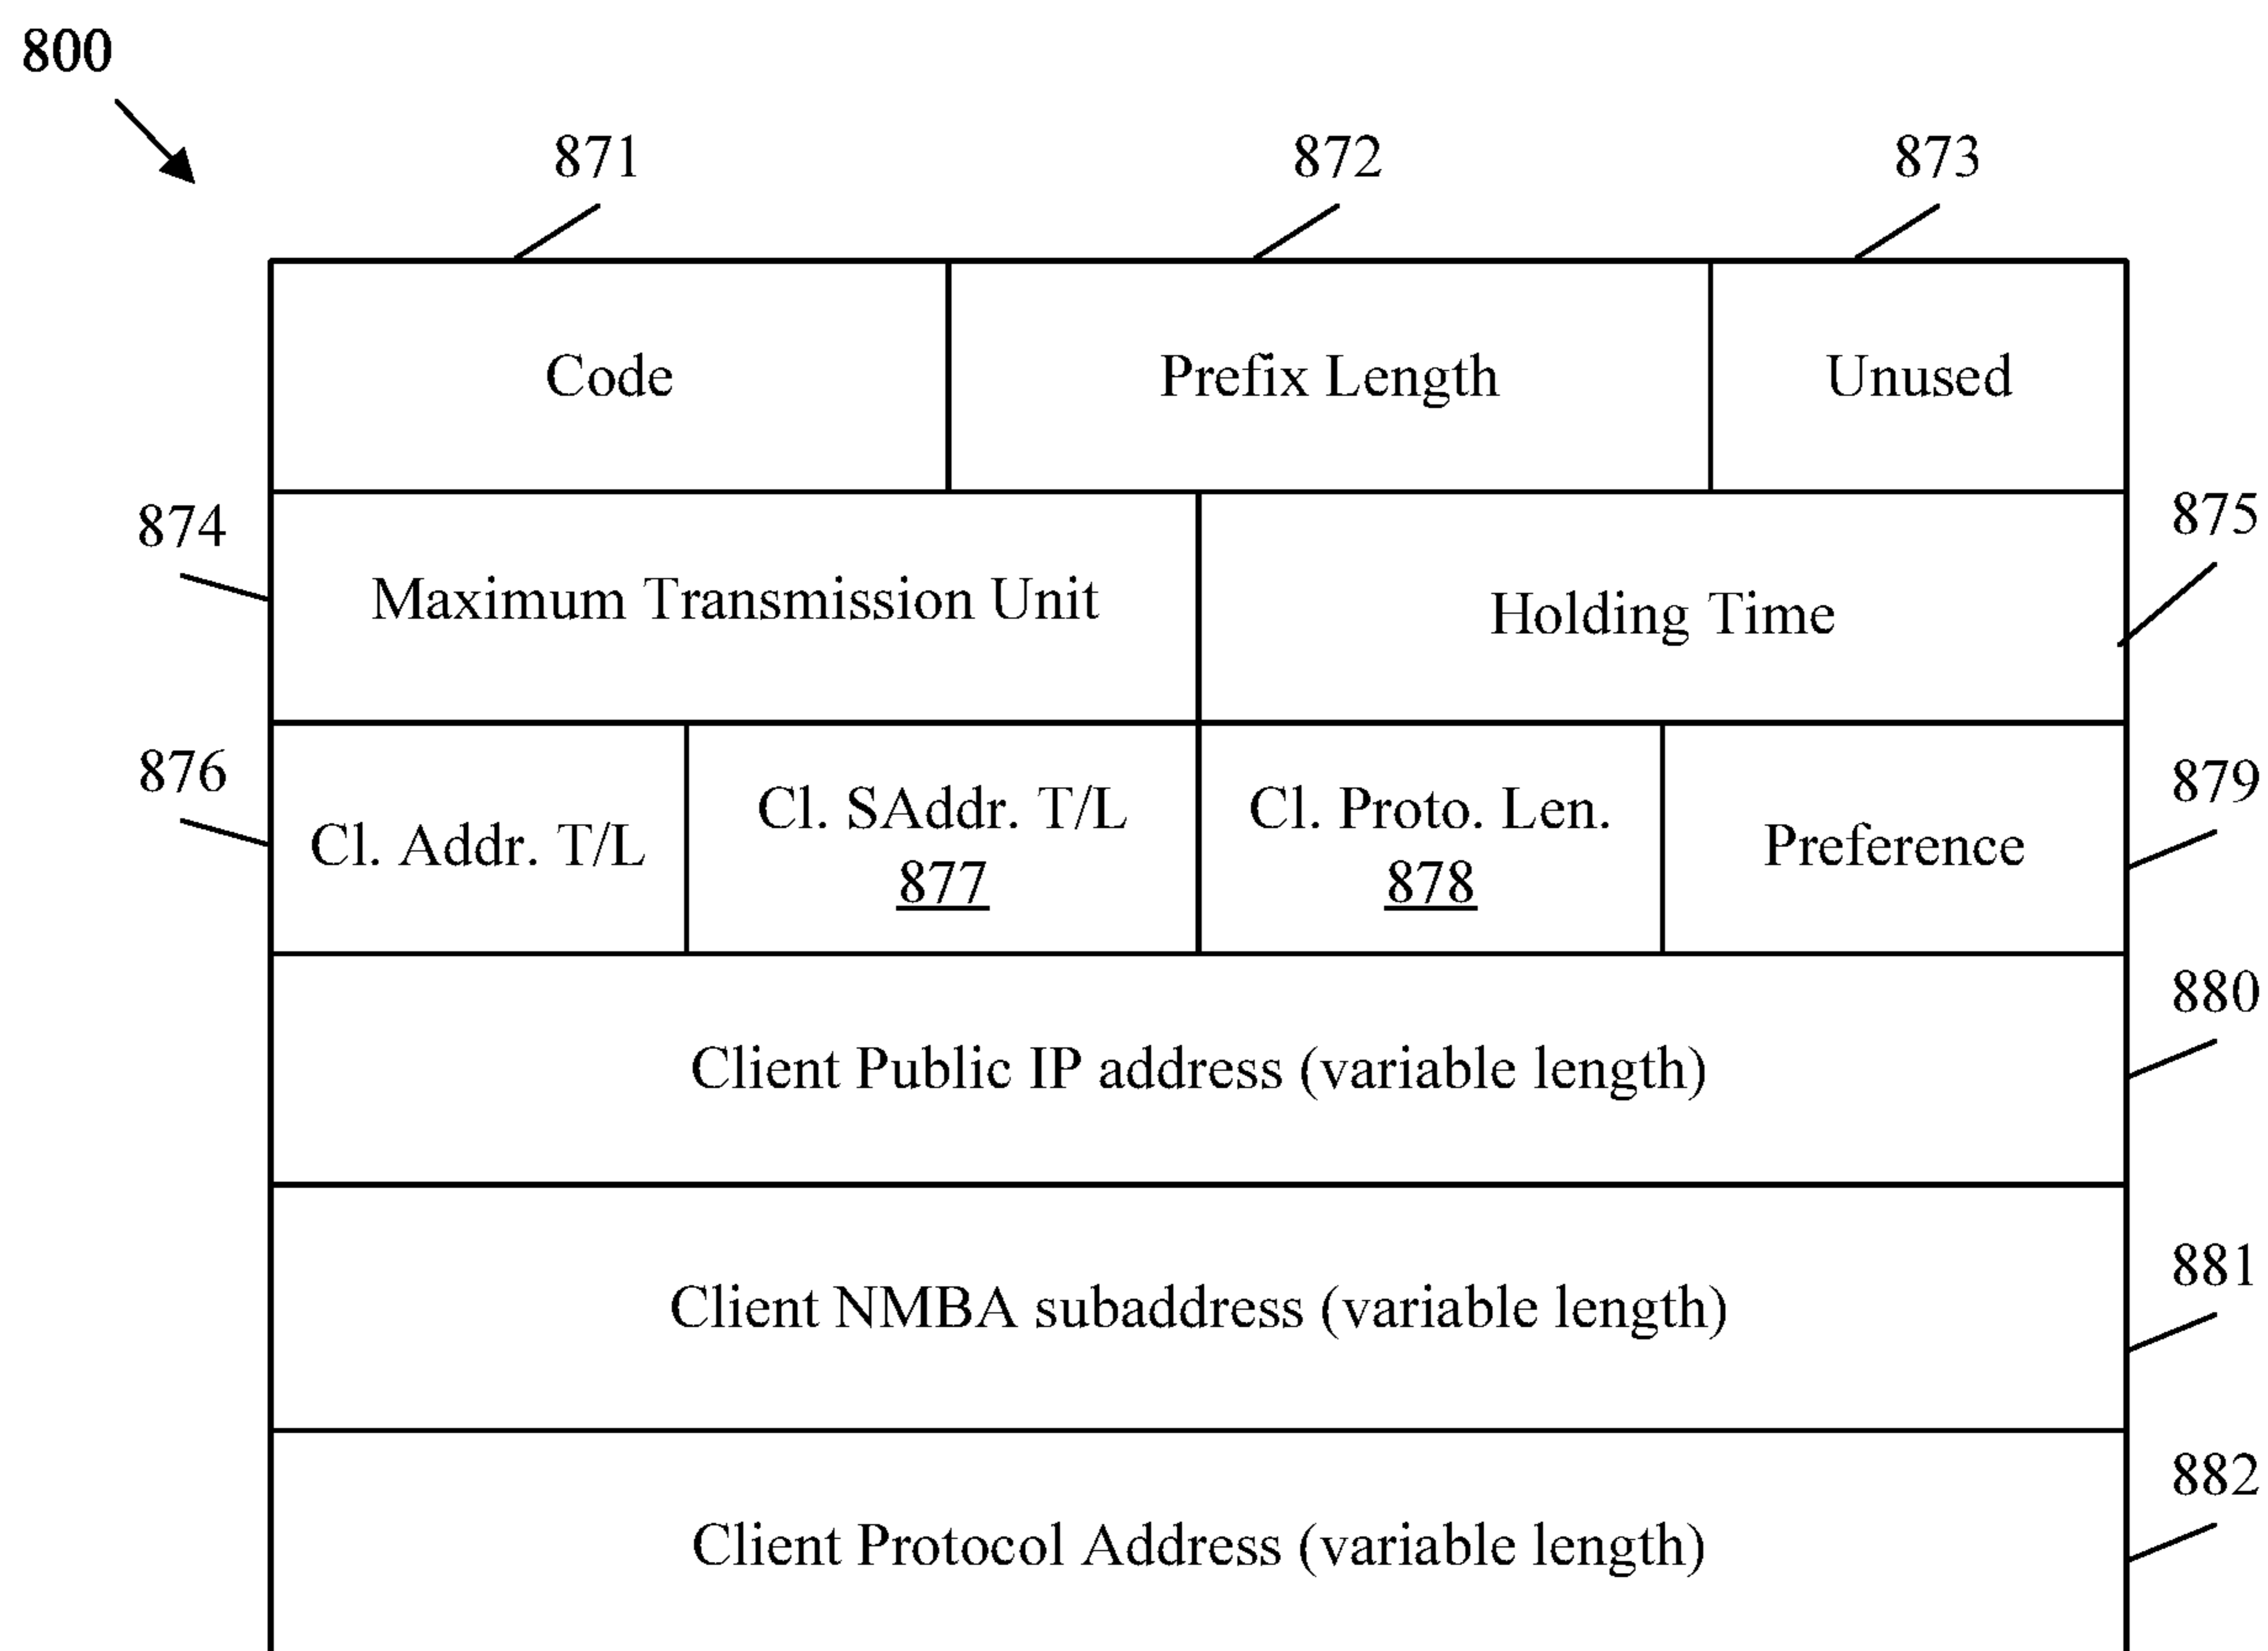 800
871
872
873
Code
Prefix Length
Unused
874
Maximum Transmission Unit
Holding Time
875
876
Cl. Addr. T/L
Cl. SAddr. T/L
877
Cl. Proto. Len.
878
Preference
879
Client Public IP address (variable length)
880
Client NMBA subaddress (variable length)
881
Client Protocol Address (variable length)
882